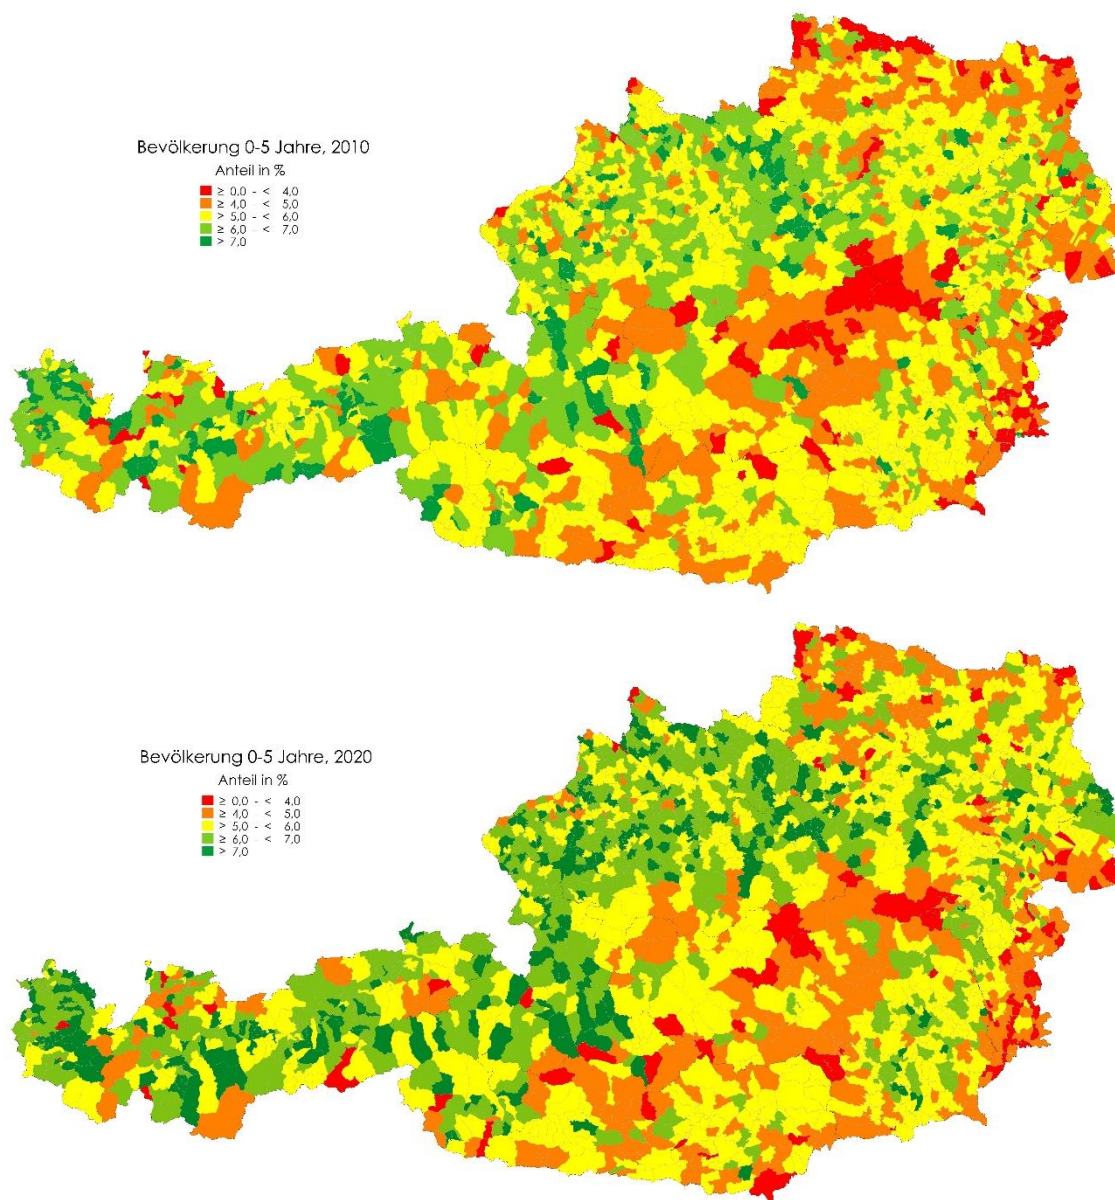 Bevölkerung 0-5 Jahre, 2010
Anteil in %
≥ 0,0 - < 4,0
≥ 4,0 - < 5,0
> 5,0 - < 6,0
≥ 6,0 - < 7,0
> 7,0
Bevölkerung 0-5 Jahre, 2020
Anteil in %
≥ 0,0 - < 4,0
≥ 4,0 - < 5,0
> 5,0 - < 6,0
≥ 6,0 - < 7,0
> 7,0